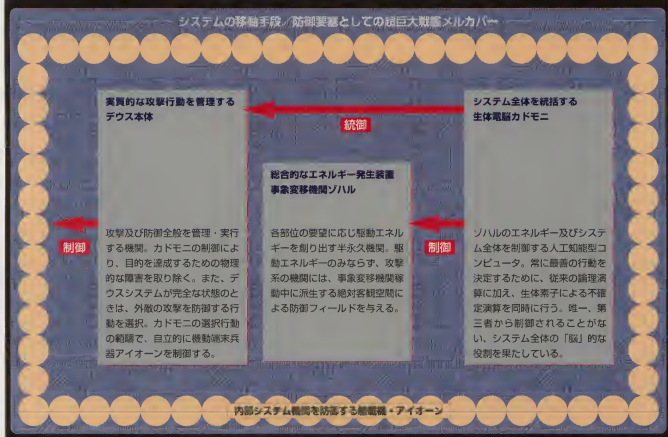 システムの移動手段／防御要塞としての超巨大戦艦メルカバー
実質的な攻撃行動を管理する
デウス本体
攻撃及び防御全般を管理・実行
する機関。カドモニの制御によ
り、目的を達成するための物理
的な障害を取り除く。また、デ
ウスシステムが完全な状態のと
きは、外敵の攻撃を防御する行
動を選択。カドモニの選択行動
の範疇で、自立的に機動端末兵
器アイオーンを制御する。
制御
統御
総合的なエネルギー発生装置
事象変移機関ゾハル
各部位の要望に応じ駆動エネル
ギーを創り出す半永久機関。駆
動エネルギーのみならず、攻撃
系の機関には、事象変移機関稼
動中に派生する絶対客観空間に
よる防御フィールドを与える。
制御
システム全体を統括する
生体電脳カドモニ
ゾハルのエネルギー及びシステ
ム全体を制御する人工知能型コ
ンピュータ。常に最善の行動を
決定するために、従来の論理演
算に加え、生体素子による不確
定演算を同時に行う。唯一、第
三者から制御されることがな
い、システム全体の「脳」的な
役割を果たしている。
内部システム機関を防御する艦載機・アイオーン